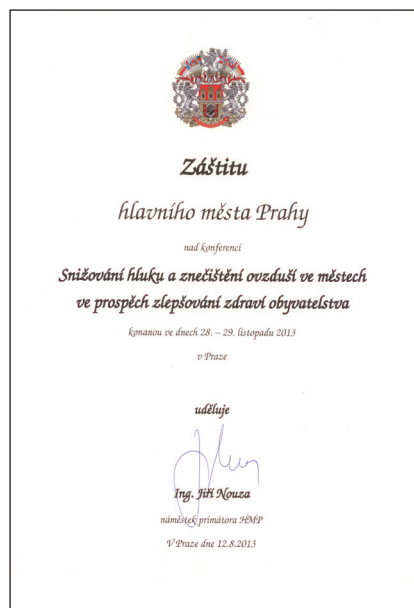 Záštitu
hlavního města Prahy
nad konferencí
Snižování hluku a znečištění ovzduší ve městech
ve prospěch zlepšování zdraví obyvatelstva
konanou ve dnech 28. – 29. listopadu 2013
v Praze
uděluje
Ing. Jiří Nouza
náměstek primátora HMP
V Praze dne 12.8.2013